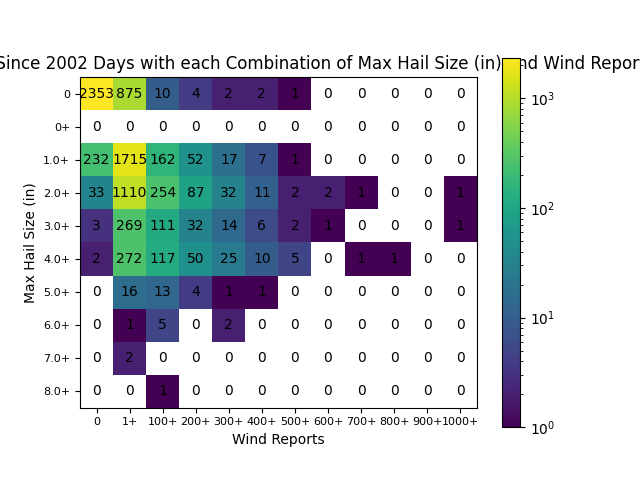 Since 2002 Days with each Combination of Max Hail Size (in) and Wind Repor
0 2353 875 10 4 2 2 1 0 0 0 0 0
0+ 0 0 0 0 0 0 0 0 0 0 0 0
1.0+ 232 1715 162 52 17 7 1 0 0 0 0 0
2.0+ 33 1110 254 87 32 11 2 2 1 0 0 1
3.0+ 3 269 111 32 14 6 2 1 0 0 0 1
4.0+ 2 272 117 50 25 10 5 0 1 1 0 0
5.0+ 0 16 13 4 1 1 0 0 0 0 0 0
6.0+ 0 1 5 0 2 0 0 0 0 0 0 0
7.0+ 0 2 0 0 0 0 0 0 0 0 0 0
8.0+ 0 0 1 0 0 0 0 0 0 0 0 0
0 1+ 100+ 200+ 300+ 400+ 500+ 600+ 700+ 800+ 900+ 1000+
Wind Reports
Max Hail Size (in)
10³
10²
10¹
10⁰